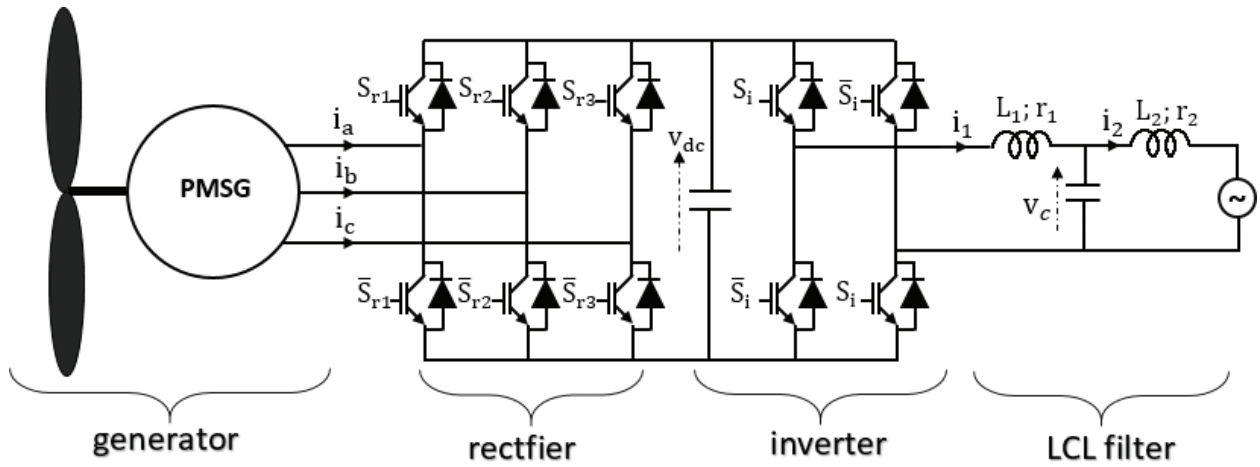 S_r1 S_r2 S_r3 S_i S̅_i
i_a i_b i_c
PMSG
v_dc
i_1 L_1; r_1 i_2 L_2; r_2
v_c
~
S̅_r1 S̅_r2 S̅_r3 S̅_i S_i
generator rectfier inverter LCL filter